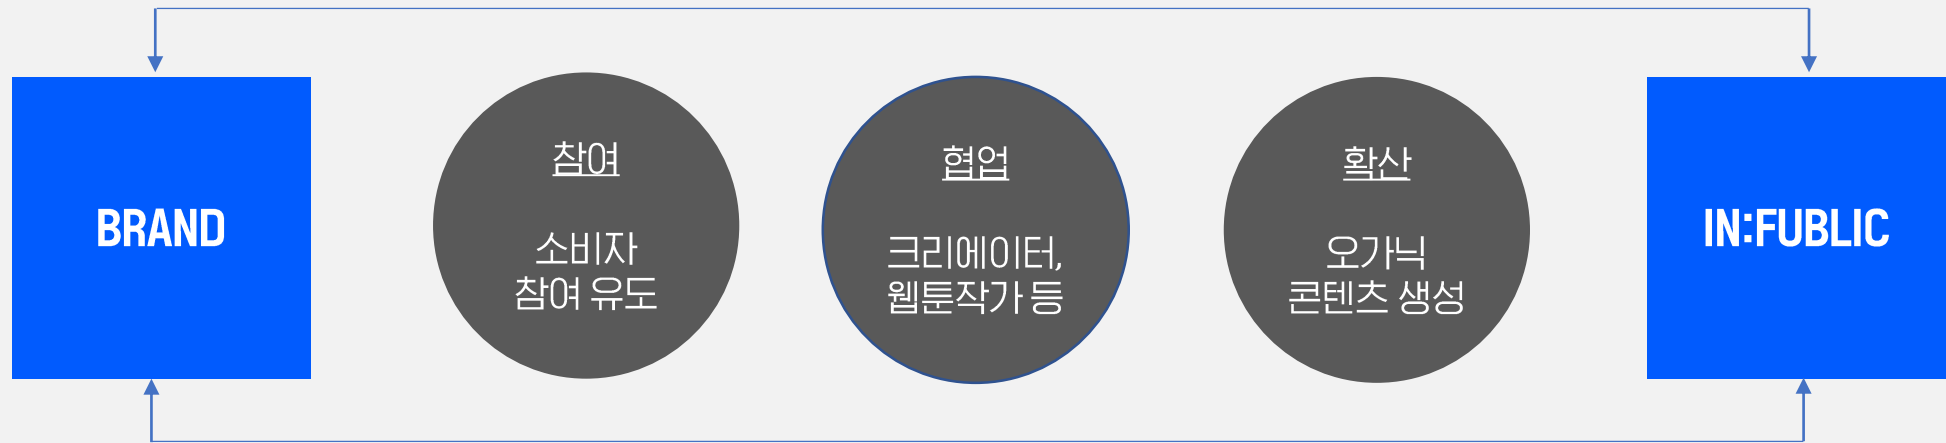 BRAND
참여
소비자
참여 유도
협업
크리에이터,
웹툰작가 등
확산
오가닉
콘텐츠 생성
IN:FUBLIC